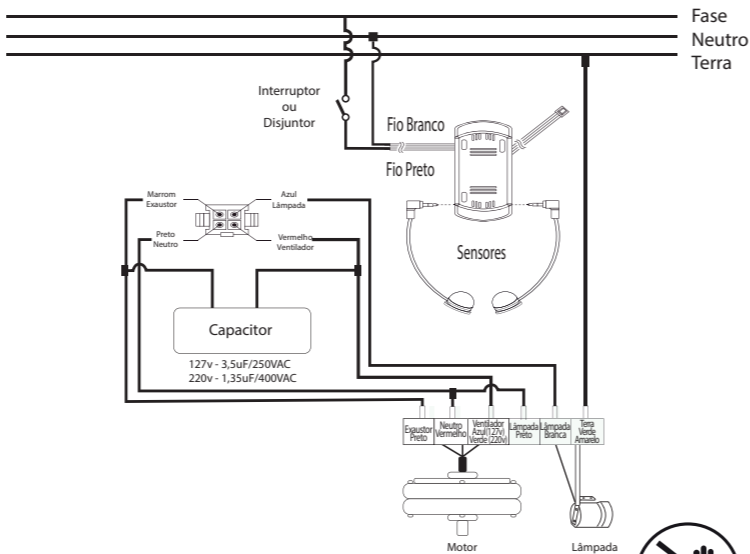 Fase
Neutro
Terra
Interruptor
ou
Disjuntor
Fio Branco
Fio Preto
Marrom
Exaustor
Azul
Lâmpada
Preto
Neutro
Vermelho
Ventilador
Sensores
Capacitor
127v - 3,5uF/250VAC
220v - 1,35uF/400VAC
Exaustor
Preto
Neutro
Vermelho
Ventilador
Azul (127v)
Verde (220v)
Lâmpada
Preto
Lâmpada
Branca
Terra
Verde
Amarelo
Motor
Lâmpada